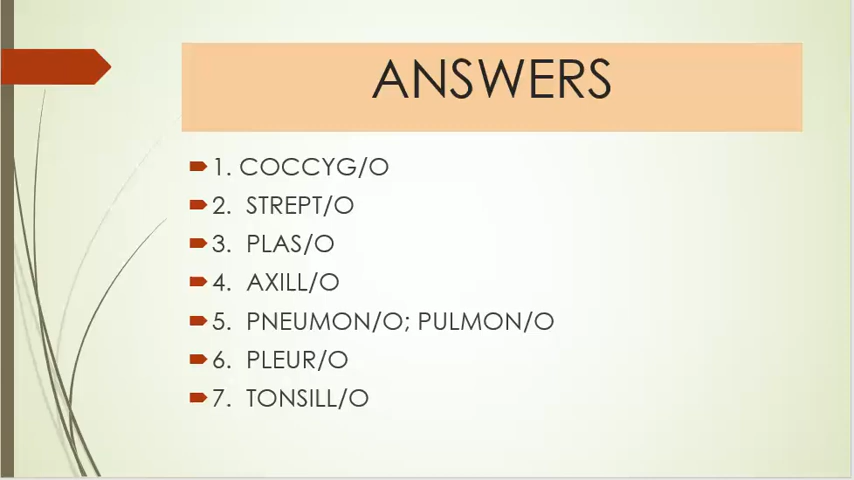 ANSWERS
1. COCCYG/O
2. STREPT/O
3. PLAS/O
4. AXILL/O
5. PNEUMON/O; PULMON/O
6. PLEUR/O
7. TONSILL/O